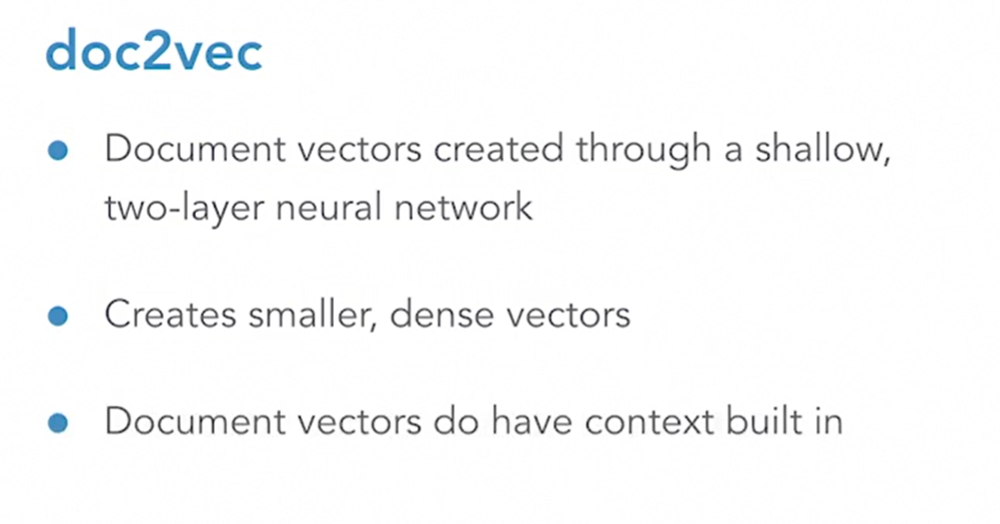 doc2vec
Document vectors created through a shallow,
two-layer neural network
Creates smaller, dense vectors
Document vectors do have context built in